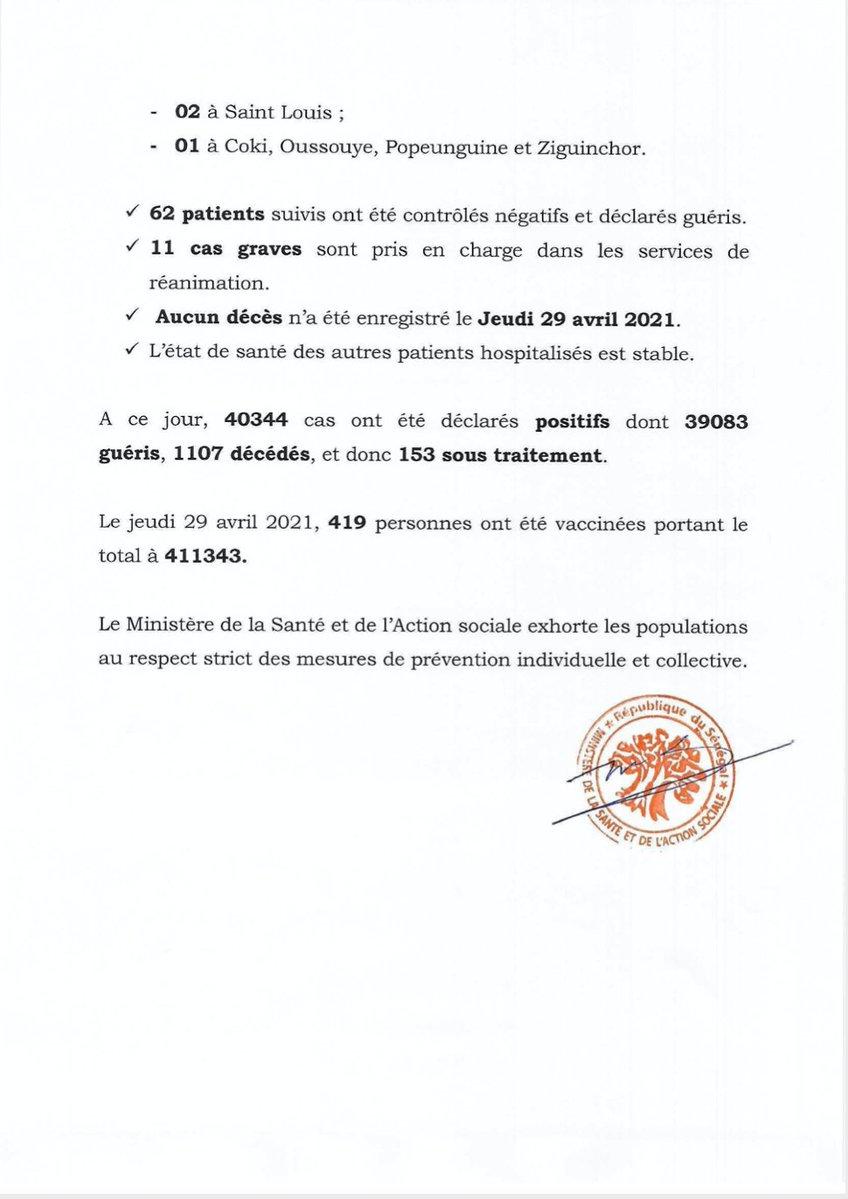 - 02 à Saint Louis ;
- 01 à Coki, Oussouye, Popeunguine et Ziguinchor.
✓ 62 patients suivis ont été contrôlés négatifs et déclarés guéris.
✓ 11 cas graves sont pris en charge dans les services de
réanimation.
✓ Aucun décès n’a été enregistré le Jeudi 29 avril 2021.
✓ L’état de santé des autres patients hospitalisés est stable.
A ce jour, 40344 cas ont été déclarés positifs dont 39083
guéris, 1107 décédés, et donc 153 sous traitement.
Le jeudi 29 avril 2021, 419 personnes ont été vaccinées portant le
total à 411343.
Le Ministère de la Santé et de l’Action sociale exhorte les populations
au respect strict des mesures de prévention individuelle et collective.
République du Sénégal
MINISTERE DE LA SANTE ET DE L'ACTION SOCIALE